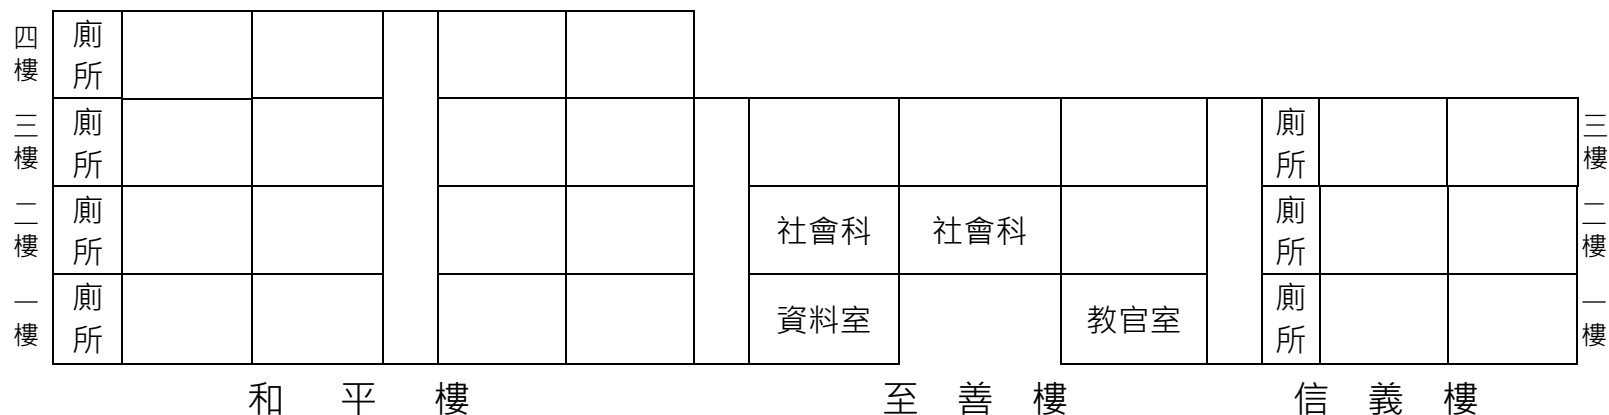 四樓 廁所
三樓 廁所 廁所 三樓
二樓 廁所 社會科 社會科 廁所 二樓
一樓 廁所 資料室 教官室 廁所 一樓
和平樓 至善樓 信義樓